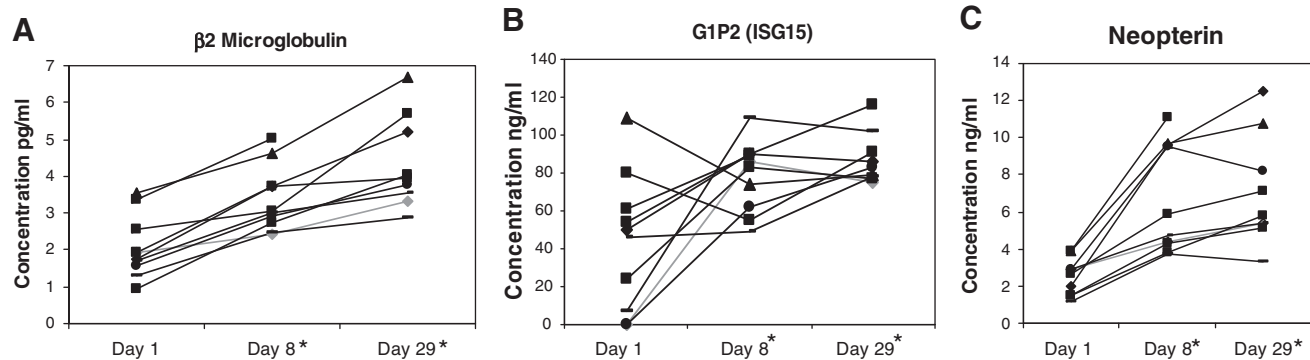 A
β2 Microglobulin
Concentration pg/ml
7
6
5
4
3
2
1
0
Day 1 Day 8* Day 29*
B
G1P2 (ISG15)
Concentration ng/ml
140
120
100
80
60
40
20
0
Day 1 Day 8* Day 29*
C
Neopterin
Concentration ng/ml
14
12
10
8
6
4
2
0
Day 1 Day 8* Day 29*